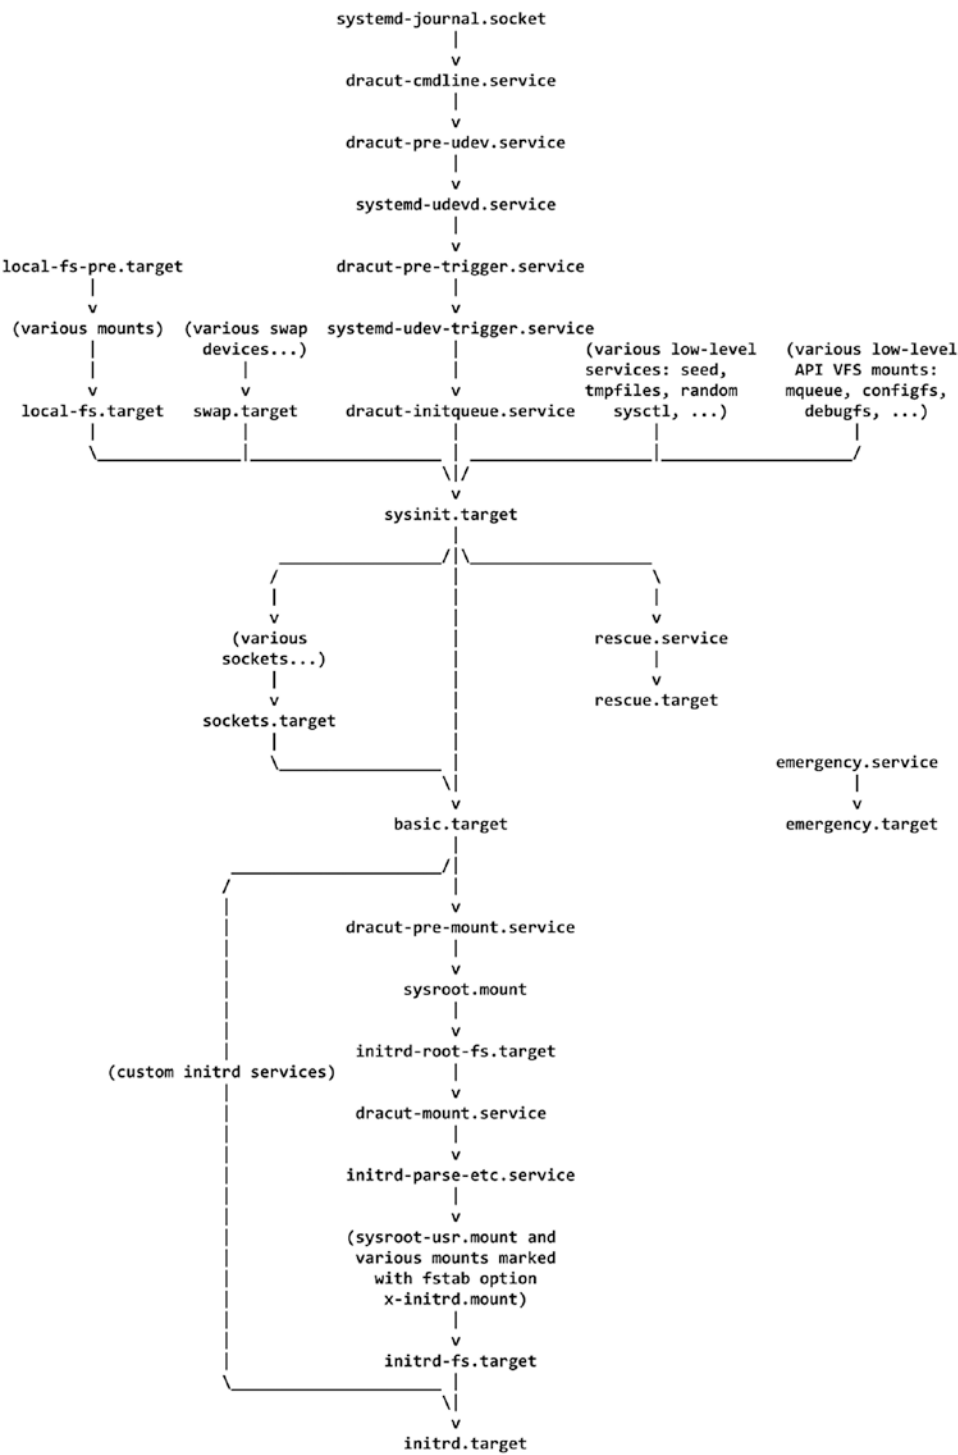 systemd-journal.socket
dracut-cmdline.service
dracut-pre-udev.service
systemd-udevd.service
local-fs-pre.target dracut-pre-trigger.service
(various mounts) (various swap systemd-udev-trigger.service
devices...) (various low-level (various low-level
services: seed, API VFS mounts:
tmpfiles, random mqueue, configfs,
local-fs.target swap.target dracut-initqueue.service sysctl, ...) debugfs, ...)
sysinit.target
(various rescue.service
sockets...)
rescue.target
sockets.target
emergency.service
basic.target emergency.target
dracut-pre-mount.service
sysroot.mount
initrd-root-fs.target
(custom initrd services)
dracut-mount.service
initrd-parse-etc.service
(sysroot-usr.mount and
various mounts marked
with fstab option
x-initrd.mount)
initrd-fs.target
initrd.target